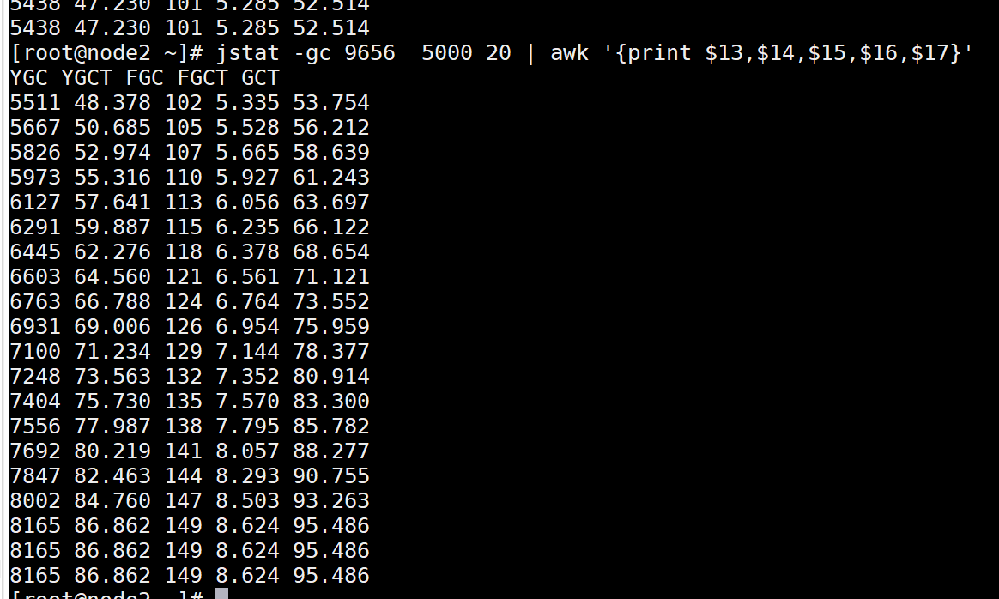 5438 47.230 101 5.285 52.514
5438 47.230 101 5.285 52.514
[root@node2 ~]# jstat -gc 9656  5000 20 | awk '{print $13,$14,$15,$16,$17}'
YGC YGCT FGC FGCT GCT
5511 48.378 102 5.335 53.754
5667 50.685 105 5.528 56.212
5826 52.974 107 5.665 58.639
5973 55.316 110 5.927 61.243
6127 57.641 113 6.056 63.697
6291 59.887 115 6.235 66.122
6445 62.276 118 6.378 68.654
6603 64.560 121 6.561 71.121
6763 66.788 124 6.764 73.552
6931 69.006 126 6.954 75.959
7100 71.234 129 7.144 78.377
7248 73.563 132 7.352 80.914
7404 75.730 135 7.570 83.300
7556 77.987 138 7.795 85.782
7692 80.219 141 8.057 88.277
7847 82.463 144 8.293 90.755
8002 84.760 147 8.503 93.263
8165 86.862 149 8.624 95.486
8165 86.862 149 8.624 95.486
8165 86.862 149 8.624 95.486
[root@node2 ~]#